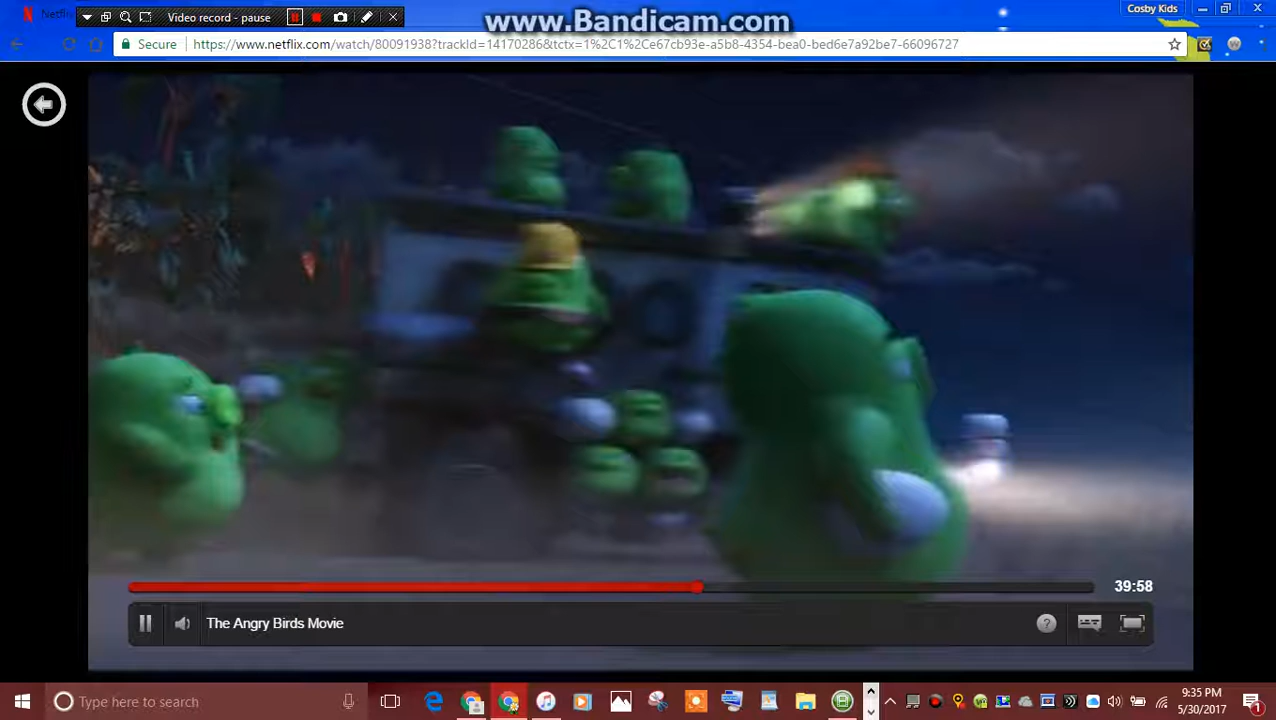 Netfli
Video record - pause
www.Bandicam.com
Cosby Kids
Secure
https://www.netflix.com/watch/80091938?trackId=14170286&tctx=1%2C1%2Ce67cb93e-a5b8-4354-bea0-bed6e7a92be7-66096727
39:58
The Angry Birds Movie
?
Type here to search
9:35 PM
5/30/2017
1